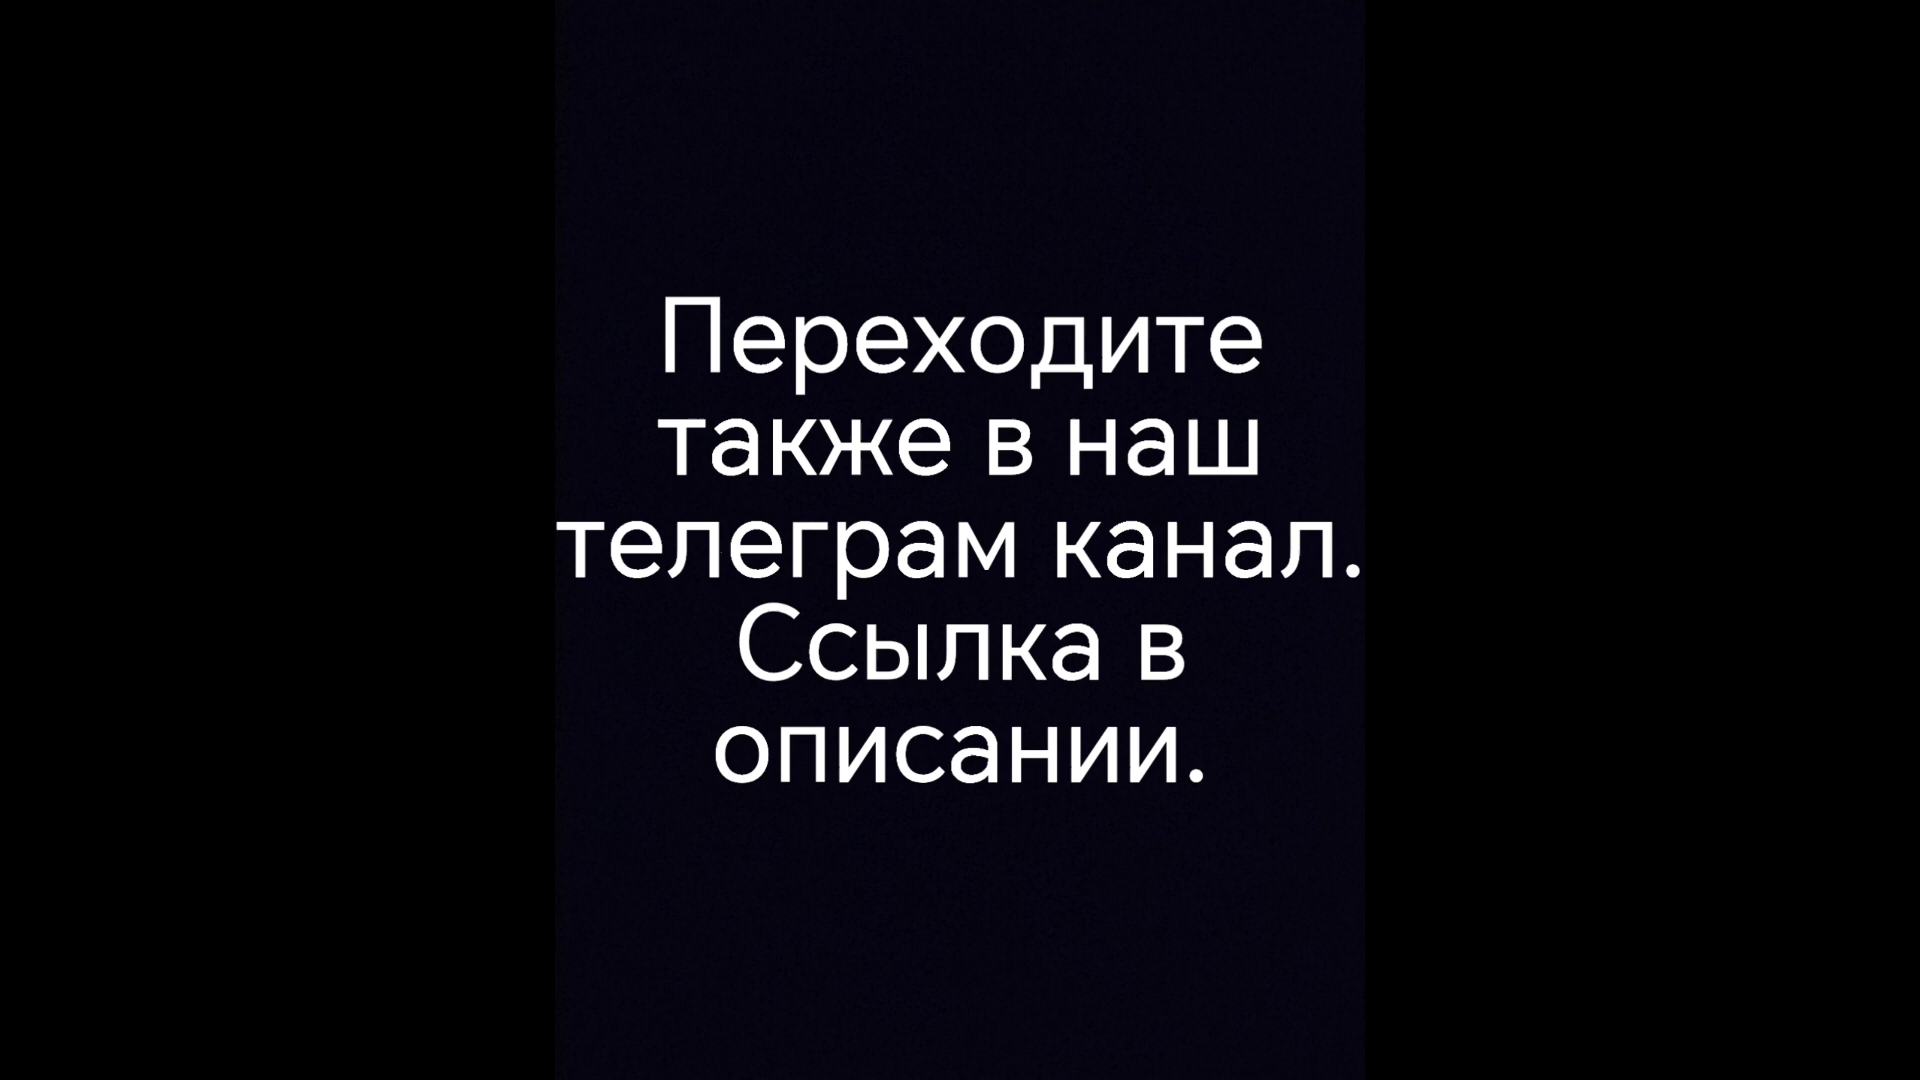 Переходите
также в наш
телеграм канал.
Ссылка в
описании.